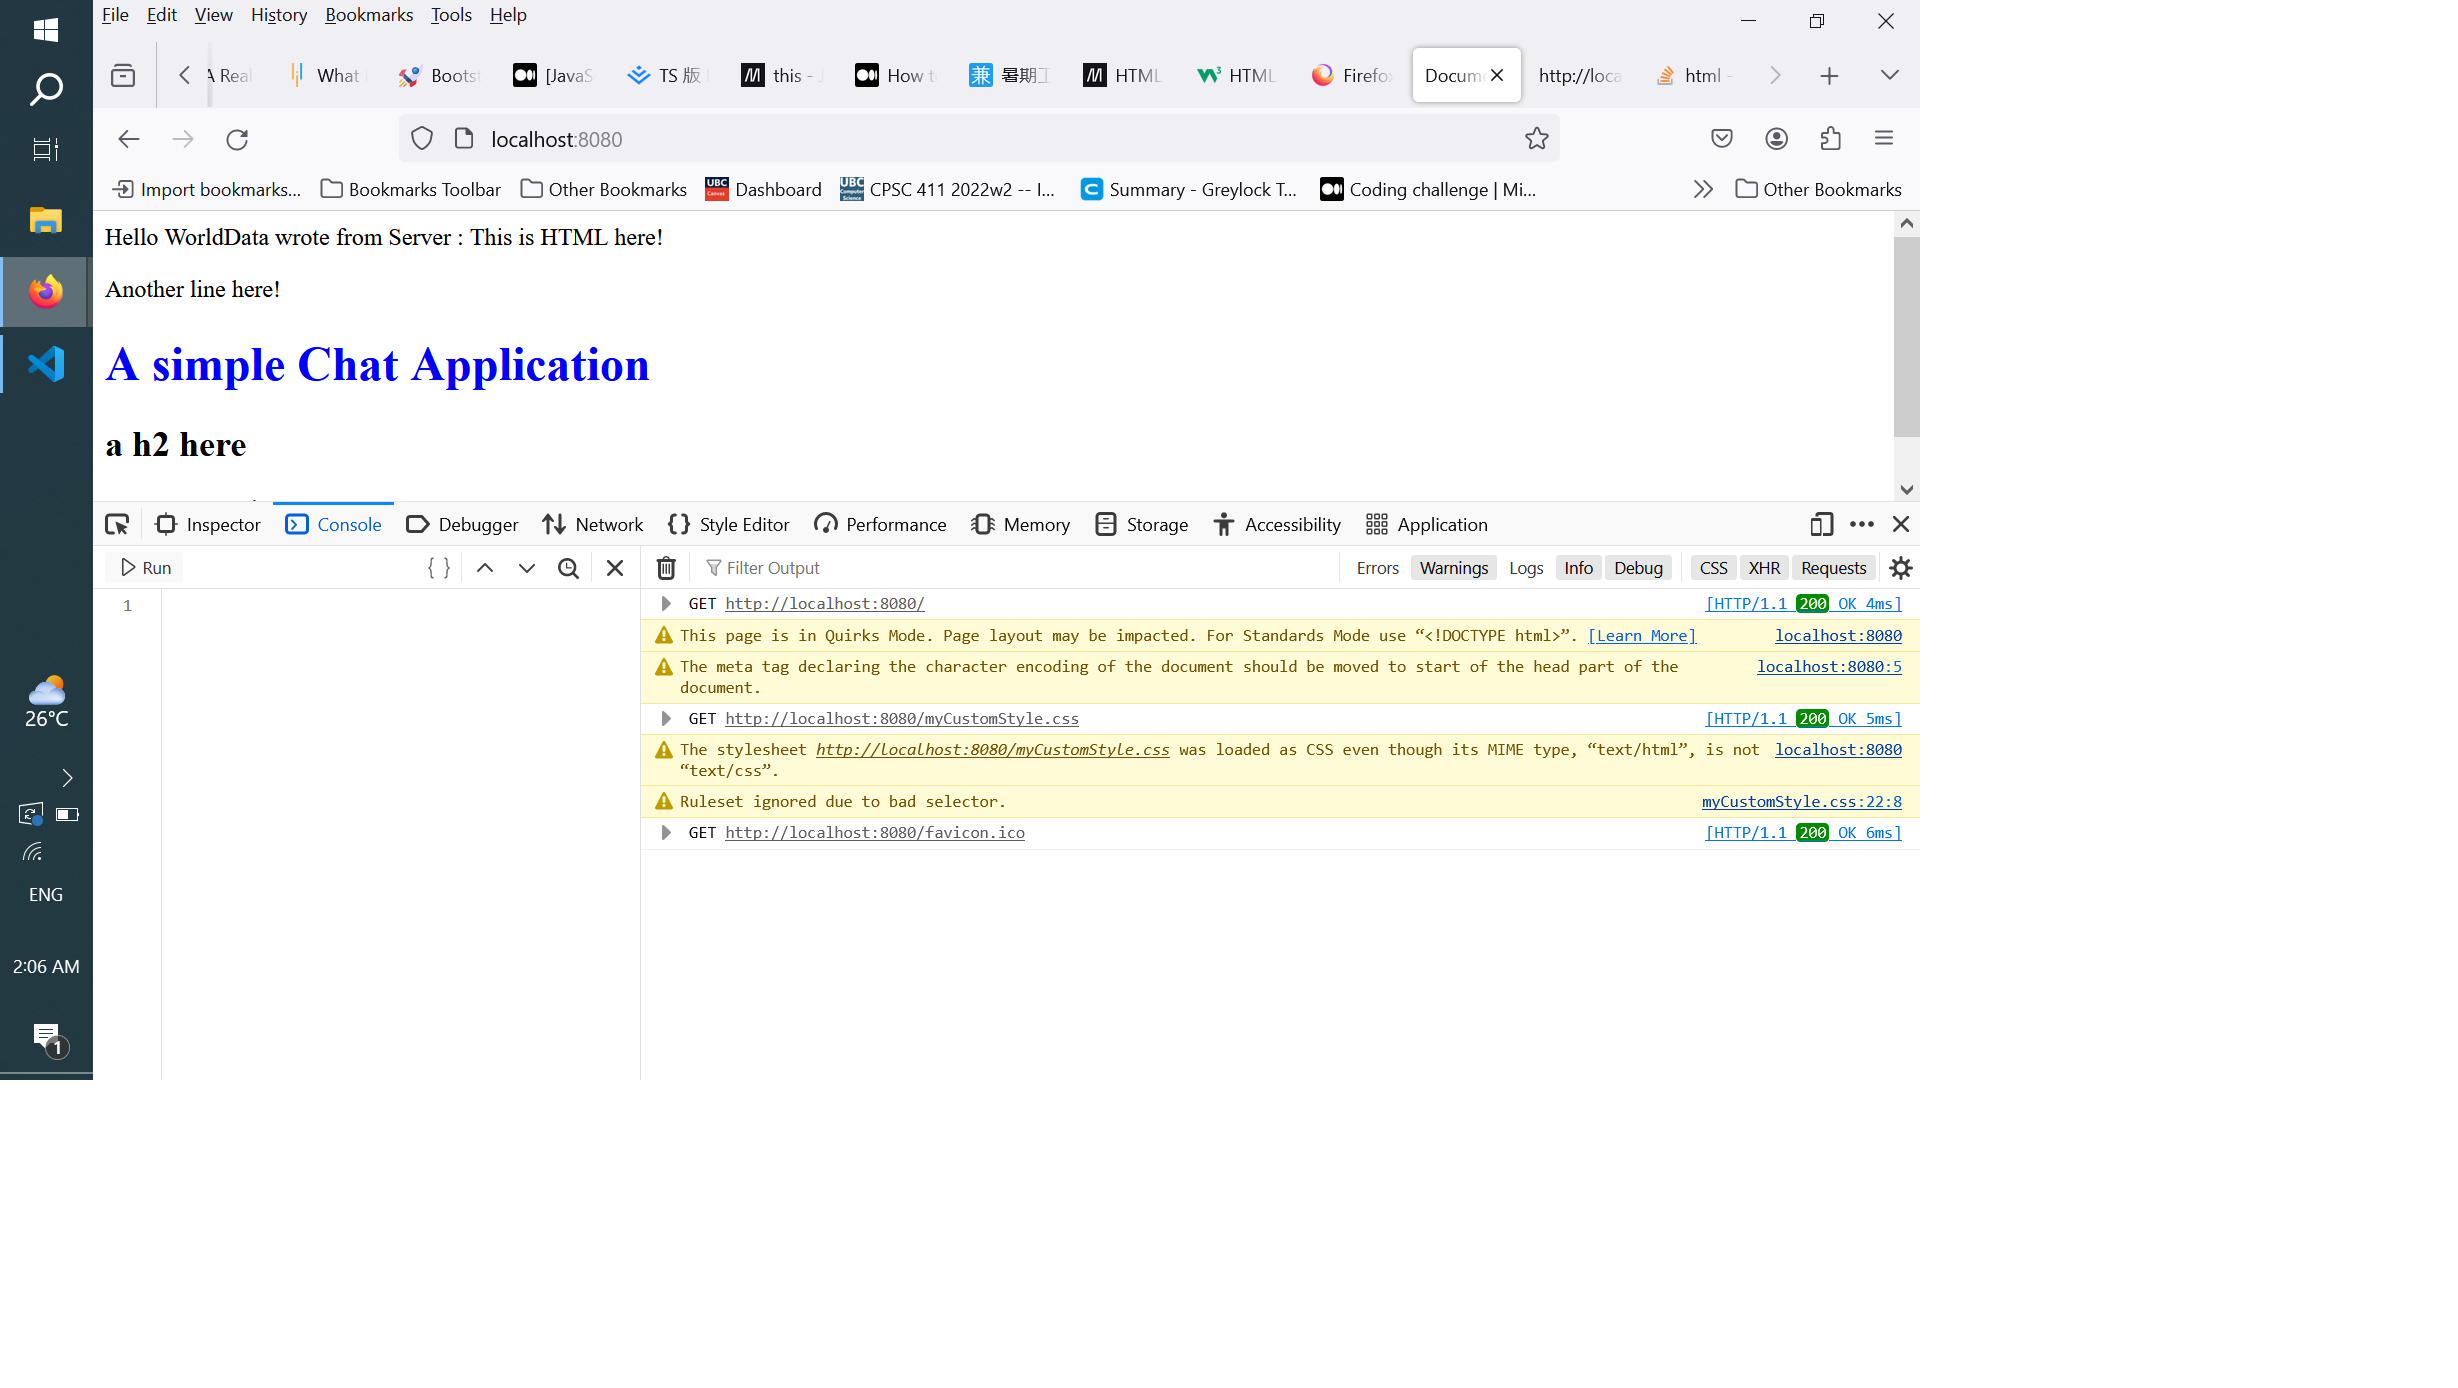 File Edit View History Bookmarks Tools Help
A Real What Boots [JavaS TS 版 this - How t 暑期工 HTML HTML Firefo Docum http://loca html -
localhost:8080
Import bookmarks... Bookmarks Toolbar Other Bookmarks Dashboard CPSC 411 2022w2 -- I... Summary - Greylock T... Coding challenge | Mi... Other Bookmarks
Hello WorldData wrote from Server : This is HTML here!
Another line here!
A simple Chat Application
a h2 here
Inspector Console Debugger Network Style Editor Performance Memory Storage Accessibility Application
Run Filter Output Errors Warnings Logs Info Debug CSS XHR Requests
1
GET http://localhost:8080/ [HTTP/1.1 200 OK 4ms]
This page is in Quirks Mode. Page layout may be impacted. For Standards Mode use “<!DOCTYPE html>”. [Learn More] localhost:8080
The meta tag declaring the character encoding of the document should be moved to start of the head part of the localhost:8080:5
document.
GET http://localhost:8080/myCustomStyle.css [HTTP/1.1 200 OK 5ms]
The stylesheet http://localhost:8080/myCustomStyle.css was loaded as CSS even though its MIME type, “text/html”, is not localhost:8080
“text/css”.
Ruleset ignored due to bad selector. myCustomStyle.css:22:8
GET http://localhost:8080/favicon.ico [HTTP/1.1 200 OK 6ms]
26°C
ENG
2:06 AM
1